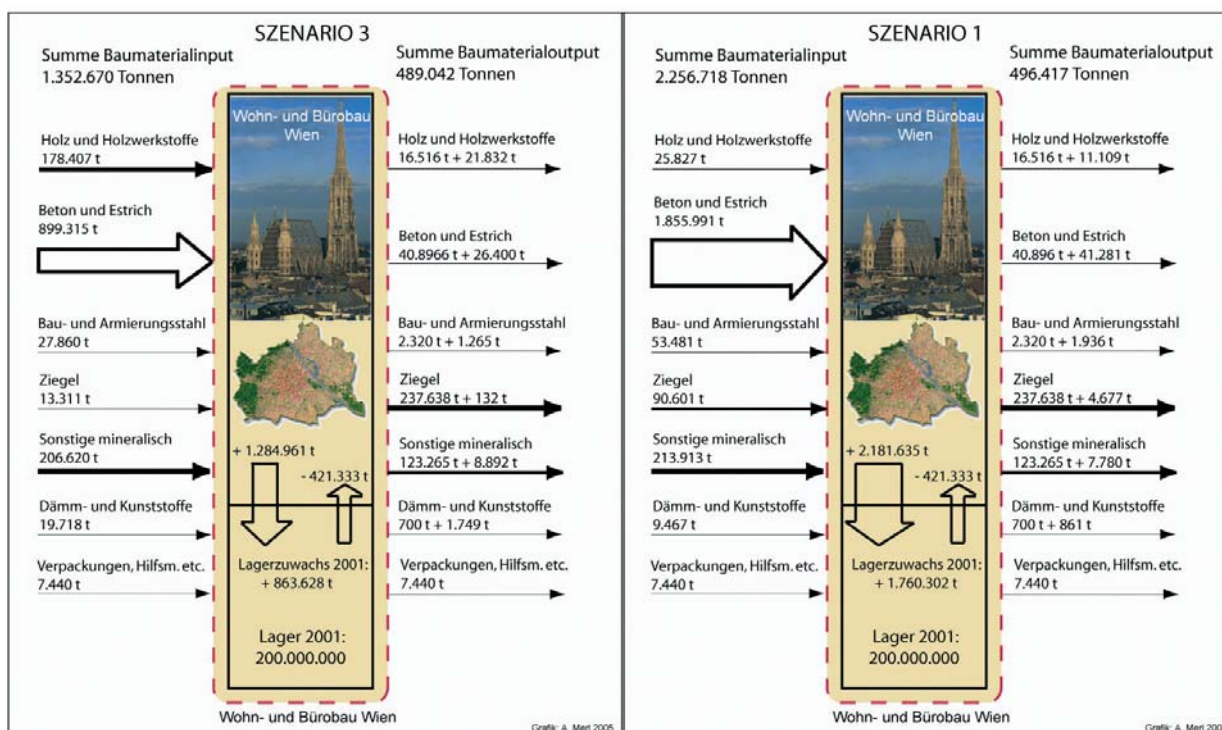 SZENARIO 3
Summe Baumaterialinput
1.352.670 Tonnen
Summe Baumaterialoutput
489.042 Tonnen
Wohn- und Bürobau
Wien
Holz und Holzwerkstoffe
178.407 t
Holz und Holzwerkstoffe
16.516 t + 21.832 t
Beton und Estrich
899.315 t
Beton und Estrich
40.8966 t + 26.400 t
Bau- und Armierungsstahl
27.860 t
Bau- und Armierungsstahl
2.320 t + 1.265 t
Ziegel
13.311 t
Ziegel
237.638 t + 132 t
Sonstige mineralisch
206.620 t
Sonstige mineralisch
123.265 t + 8.892 t
+ 1.284.961 t
- 421.333 t
Dämm- und Kunststoffe
19.718 t
Dämm- und Kunststoffe
700 t + 1.749 t
Verpackungen, Hilfsm. etc.
7.440 t
Verpackungen, Hilfsm. etc.
7.440 t
Lagerzuwachs 2001:
+ 863.628 t
Lager 2001:
200.000.000
Wohn- und Bürobau Wien
Grafik: A. Merl 2005
SZENARIO 1
Summe Baumaterialinput
2.256.718 Tonnen
Summe Baumaterialoutput
496.417 Tonnen
Wohn- und Bürobau
Wien
Holz und Holzwerkstoffe
25.827 t
Holz und Holzwerkstoffe
16.516 t + 11.109 t
Beton und Estrich
1.855.991 t
Beton und Estrich
40.896 t + 41.281 t
Bau- und Armierungsstahl
53.481 t
Bau- und Armierungsstahl
2.320 t + 1.936 t
Ziegel
90.601 t
Ziegel
237.638 t + 4.677 t
Sonstige mineralisch
213.913 t
Sonstige mineralisch
123.265 t + 7.780 t
+ 2.181.635 t
- 421.333 t
Dämm- und Kunststoffe
9.467 t
Dämm- und Kunststoffe
700 t + 861 t
Verpackungen, Hilfsm. etc.
7.440 t
Verpackungen, Hilfsm. etc.
7.440 t
Lagerzuwachs 2001:
+ 1.760.302 t
Lager 2001:
200.000.000
Wohn- und Bürobau Wien
Grafik: A. Merl